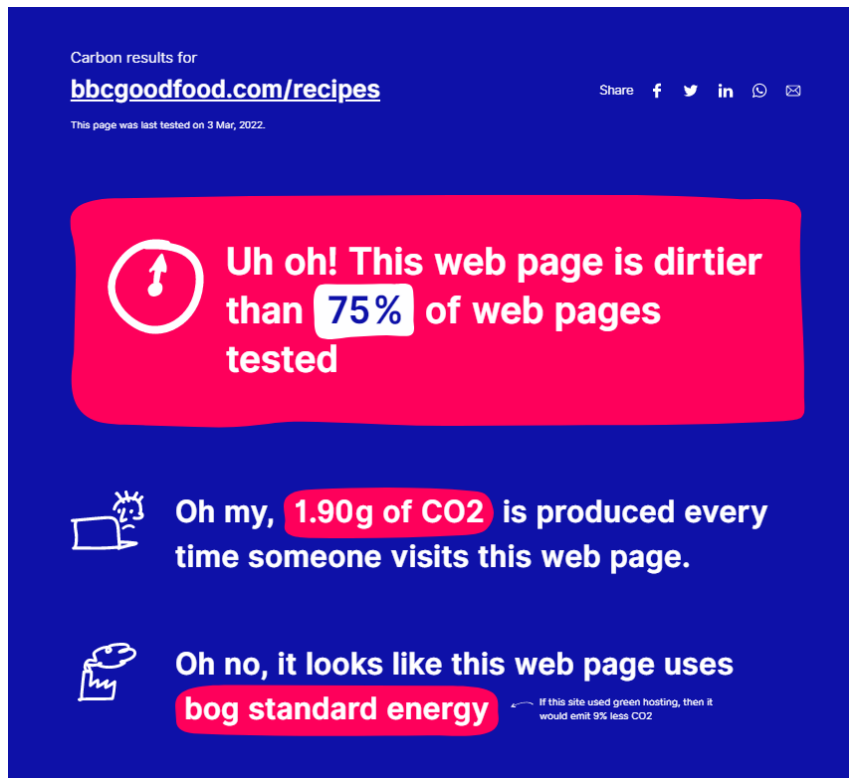 Carbon results for
bbcgoodfood.com/recipes
Share
This page was last tested on 3 Mar, 2022.
Uh oh! This web page is dirtier
than 75% of web pages
tested
Oh my, 1.90g of CO2 is produced every
time someone visits this web page.
Oh no, it looks like this web page uses
bog standard energy
If this site used green hosting, then it
would emit 9% less CO2